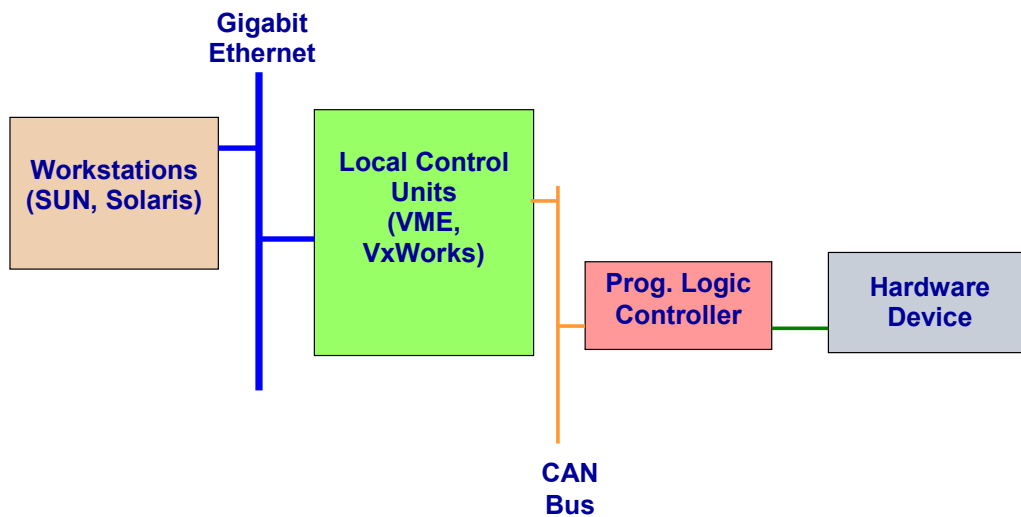 Gigabit
Ethernet
Workstations
(SUN, Solaris)
Local Control
Units
(VME,
VxWorks)
Prog. Logic
Controller
Hardware
Device
CAN
Bus